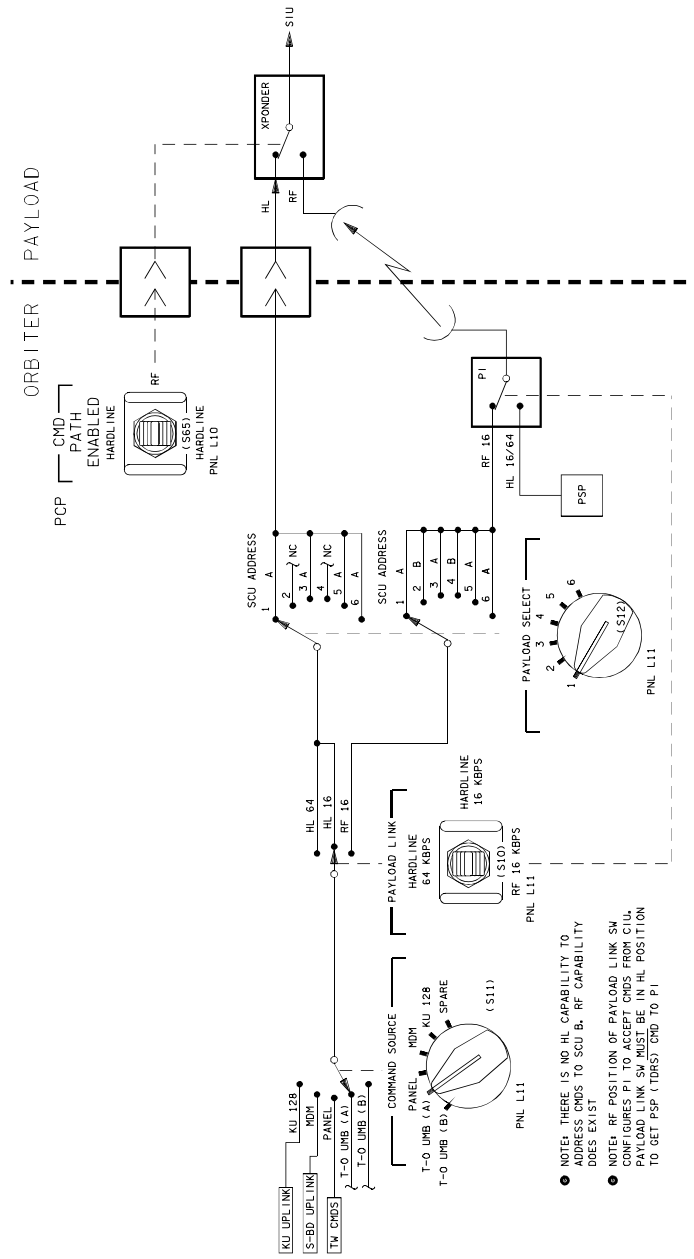 ORBITER
PAYLOAD
PCP
CMD
PATH
ENABLED
HARDLINE
(S65)
HARDLINE
PNL L10
RF
XPONDER
HL
RF
SIU
KU UPLINK
KU 128
S-BD UPLINK
MDM
TW CMDS
PANEL
T-O UMB (A)
T-O UMB (B)
HL 64
HL 16
RF 16
SCU ADDRESS
1 A
2 NC
3 A
4 NC
5 A
6 A
SCU ADDRESS
1 A
2 B
3 A
4 B
5 A
6 A
RF 16
HL 16/64
PI
PSP
COMMAND SOURCE
T-O UMB (B)
T-O UMB (A)
PANEL
MDM
KU 128
SPARE
(S11)
PNL L11
PAYLOAD LINK
HARDLINE
64 KBPS
HARDLINE
16 KBPS
(S10)
RF 16 KBPS
PNL L11
PAYLOAD SELECT
1
2
3
4
5
6
(S12)
PNL L11
G NOTE: THERE IS NO HL CAPABILITY TO
ADDRESS CMDS TO SCU B. RF CAPABILITY
DOES EXIST
G NOTE: RF POSITION OF PAYLOAD LINK SW
CONFIGURES PI TO ACCEPT CMDS FROM CIU.
PAYLOAD LINK SW MUST BE IN HL POSITION
TO GET PSP (TDRS) CMD TO PI